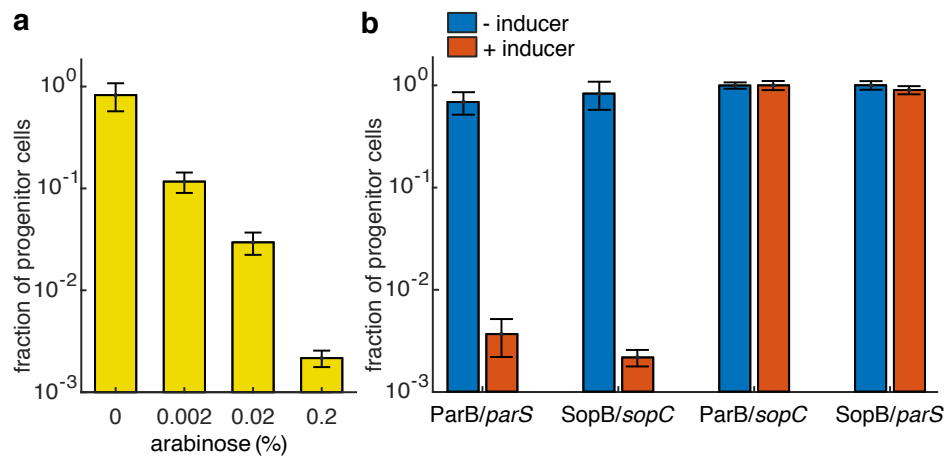 a
fraction of progenitor cells
10^0
10^-1
10^-2
10^-3
0 0.002 0.02 0.2
arabinose (%)
b
- inducer
+ inducer
fraction of progenitor cells
10^0
10^-1
10^-2
10^-3
ParB/parS SopB/sopC ParB/sopC SopB/parS